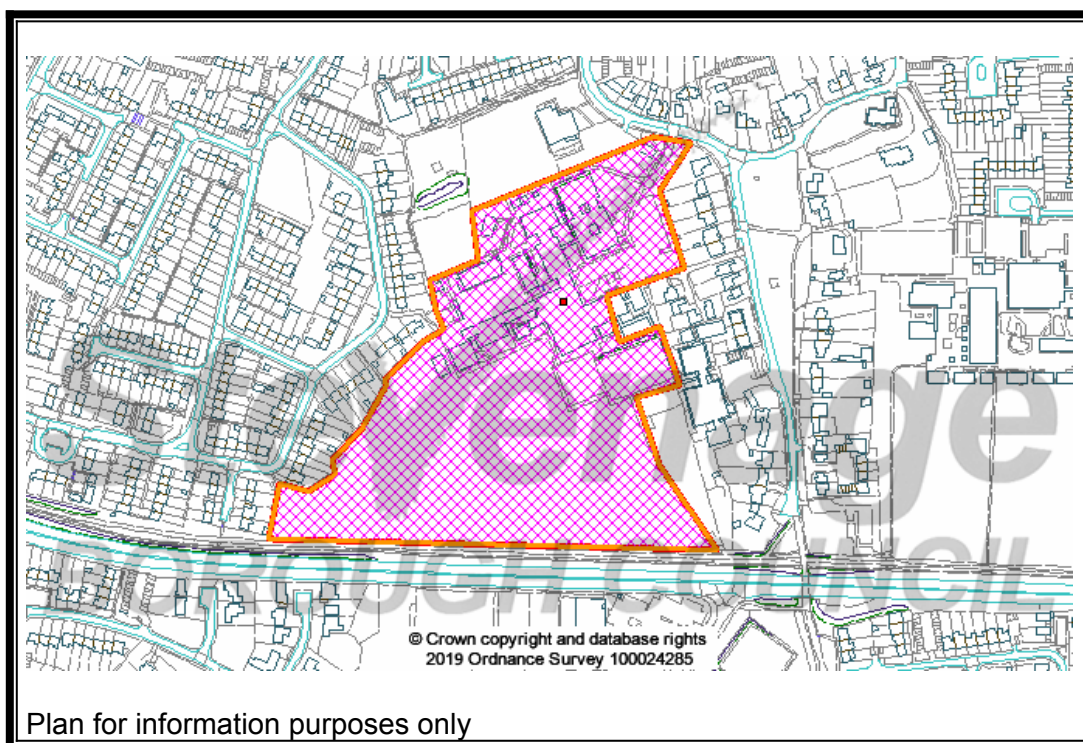 Stevenage
BOROUGH COUNCIL
© Crown copyright and database rights
2019 Ordnance Survey 100024285
Plan for information purposes only